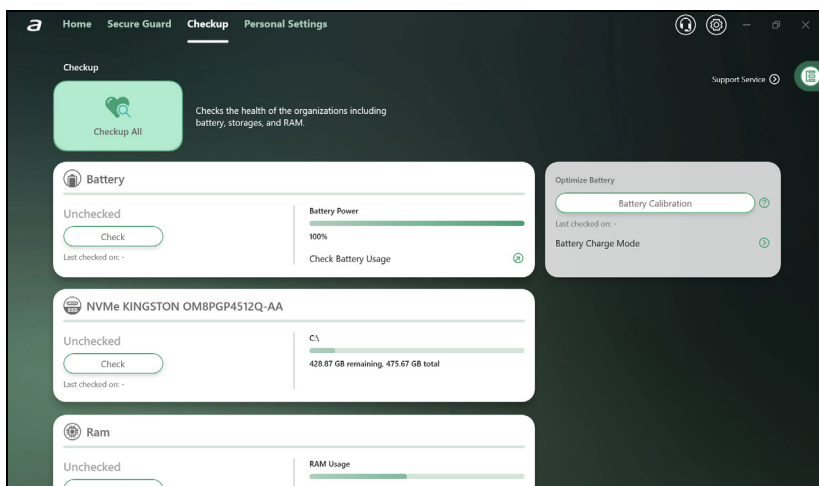 a Home Secure Guard Checkup Personal Settings
Checkup
Support Service
Checkup All
Checks the health of the organizations including
battery, storages, and RAM.
Battery
Unchecked
Check
Last checked on: -
Battery Power
100%
Check Battery Usage
Optimize Battery
Battery Calibration
Last checked on: -
Battery Charge Mode
SSD NVMe KINGSTON OM8PGP4512Q-AA
Unchecked
Check
Last checked on: -
C:\
428.87 GB remaining, 475.67 GB total
Ram
Unchecked
RAM Usage